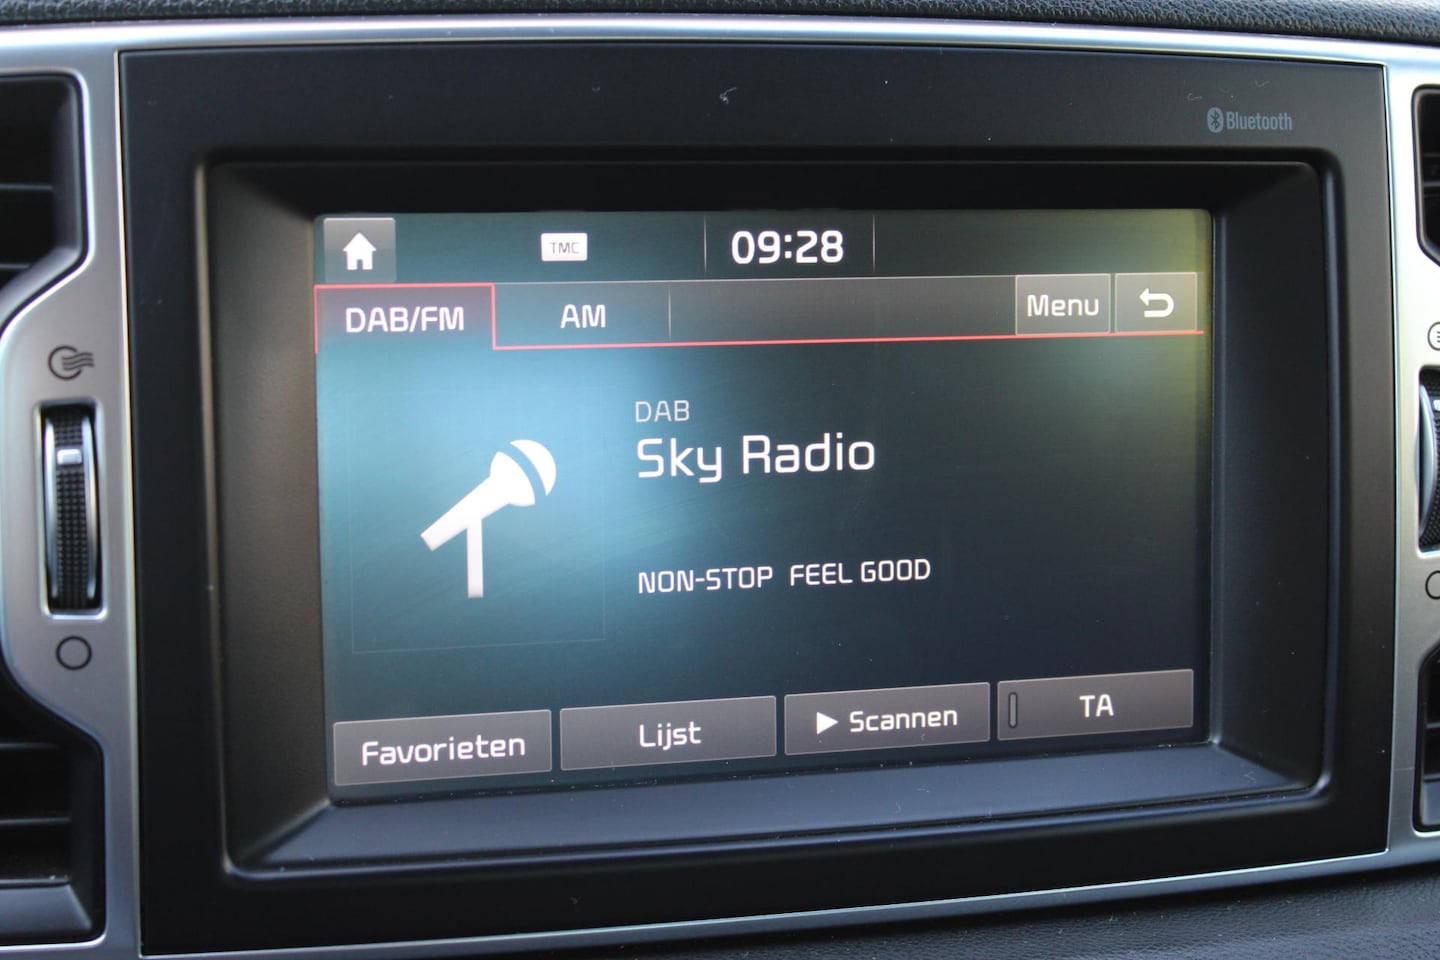 Bluetooth
TMC
09:28
DAB/FM
AM
Menu
DAB
Sky Radio
NON-STOP FEEL GOOD
Favorieten
Lijst
Scannen
TA